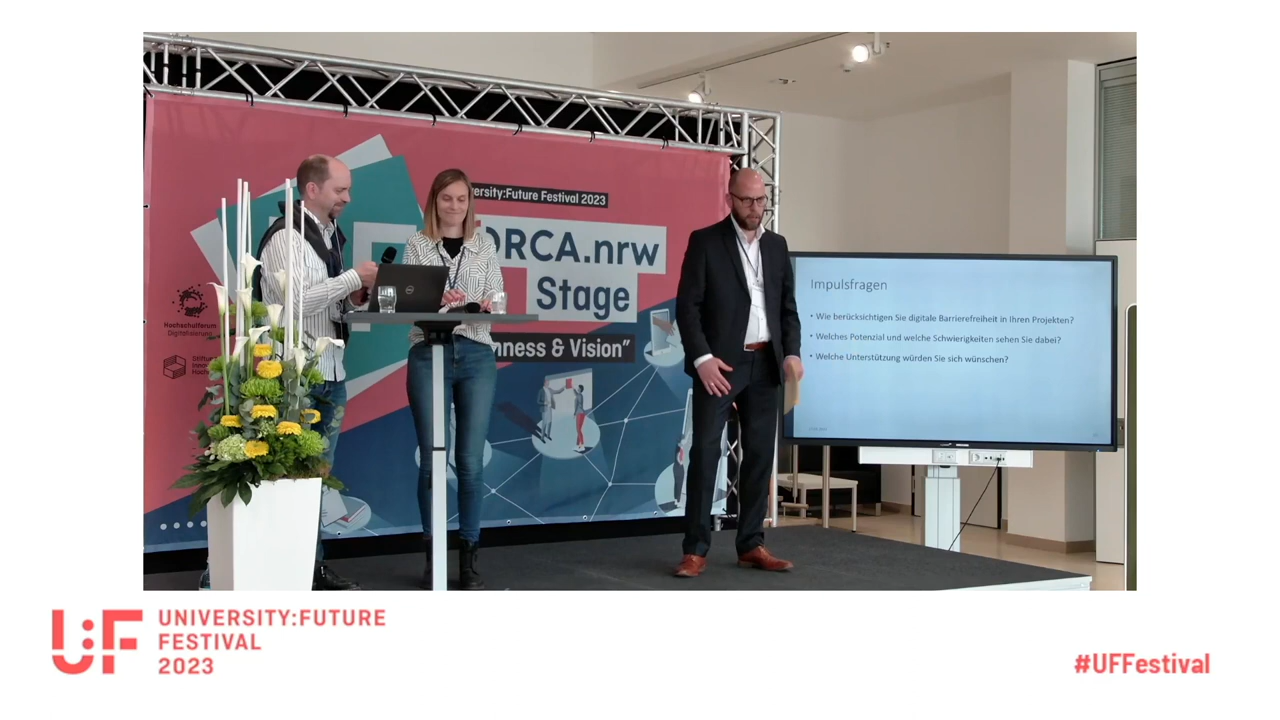 versity:Future Festival 2023
ORCA.nrw
Stage
nness & Vision"
Hochschulforum
Digitalisierung
Impulsfragen
• Wie berücksichtigen Sie digitale Barrierefreiheit in Ihren Projekten?
• Welches Potenzial und welche Schwierigkeiten sehen Sie dabei?
• Welche Unterstützung würden Sie sich wünschen?
DELL
U:F
UNIVERSITY:FUTURE
FESTIVAL
2023
#UFFestival